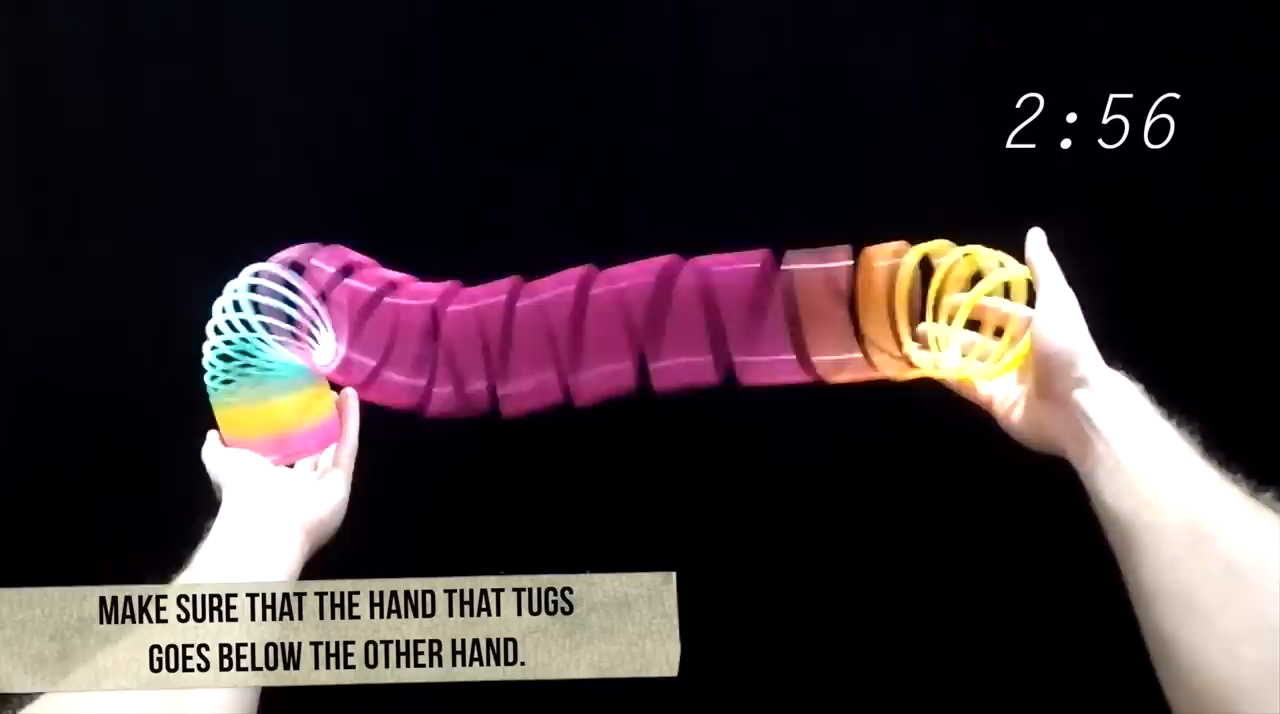 2:56
MAKE SURE THAT THE HAND THAT TUGS
GOES BELOW THE OTHER HAND.